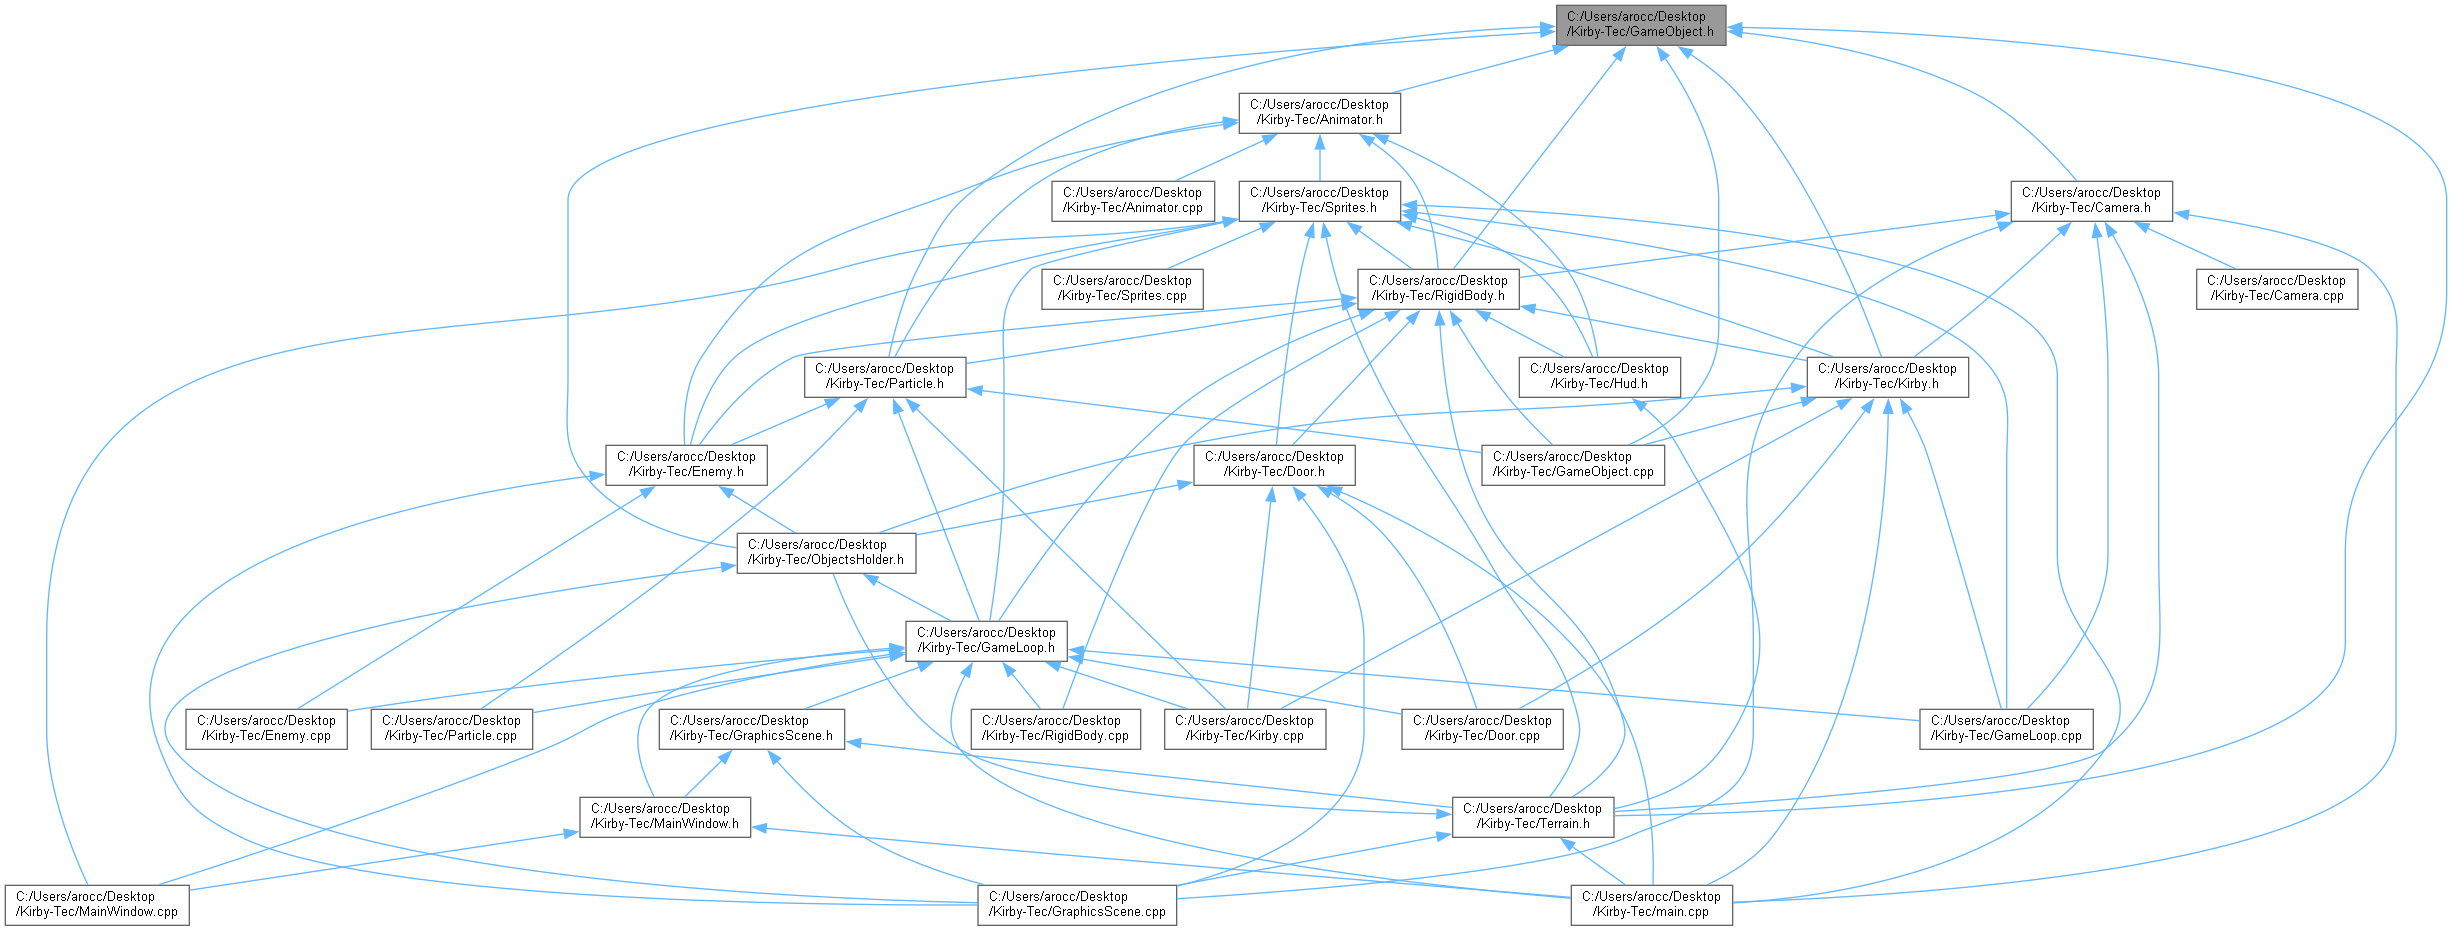 C:/Users/arocc/Desktop
/Kirby-Tec/GameObject.h
C:/Users/arocc/Desktop
/Kirby-Tec/Animator.h
C:/Users/arocc/Desktop
/Kirby-Tec/Animator.cpp
C:/Users/arocc/Desktop
/Kirby-Tec/Sprites.h
C:/Users/arocc/Desktop
/Kirby-Tec/Camera.h
C:/Users/arocc/Desktop
/Kirby-Tec/Sprites.cpp
C:/Users/arocc/Desktop
/Kirby-Tec/RigidBody.h
C:/Users/arocc/Desktop
/Kirby-Tec/Camera.cpp
C:/Users/arocc/Desktop
/Kirby-Tec/Particle.h
C:/Users/arocc/Desktop
/Kirby-Tec/Hud.h
C:/Users/arocc/Desktop
/Kirby-Tec/Kirby.h
C:/Users/arocc/Desktop
/Kirby-Tec/Enemy.h
C:/Users/arocc/Desktop
/Kirby-Tec/Door.h
C:/Users/arocc/Desktop
/Kirby-Tec/GameObject.cpp
C:/Users/arocc/Desktop
/Kirby-Tec/ObjectsHolder.h
C:/Users/arocc/Desktop
/Kirby-Tec/GameLoop.h
C:/Users/arocc/Desktop
/Kirby-Tec/Enemy.cpp
C:/Users/arocc/Desktop
/Kirby-Tec/Particle.cpp
C:/Users/arocc/Desktop
/Kirby-Tec/GraphicsScene.h
C:/Users/arocc/Desktop
/Kirby-Tec/RigidBody.cpp
C:/Users/arocc/Desktop
/Kirby-Tec/Kirby.cpp
C:/Users/arocc/Desktop
/Kirby-Tec/Door.cpp
C:/Users/arocc/Desktop
/Kirby-Tec/GameLoop.cpp
C:/Users/arocc/Desktop
/Kirby-Tec/MainWindow.h
C:/Users/arocc/Desktop
/Kirby-Tec/Terrain.h
C:/Users/arocc/Desktop
/Kirby-Tec/MainWindow.cpp
C:/Users/arocc/Desktop
/Kirby-Tec/GraphicsScene.cpp
C:/Users/arocc/Desktop
/Kirby-Tec/main.cpp